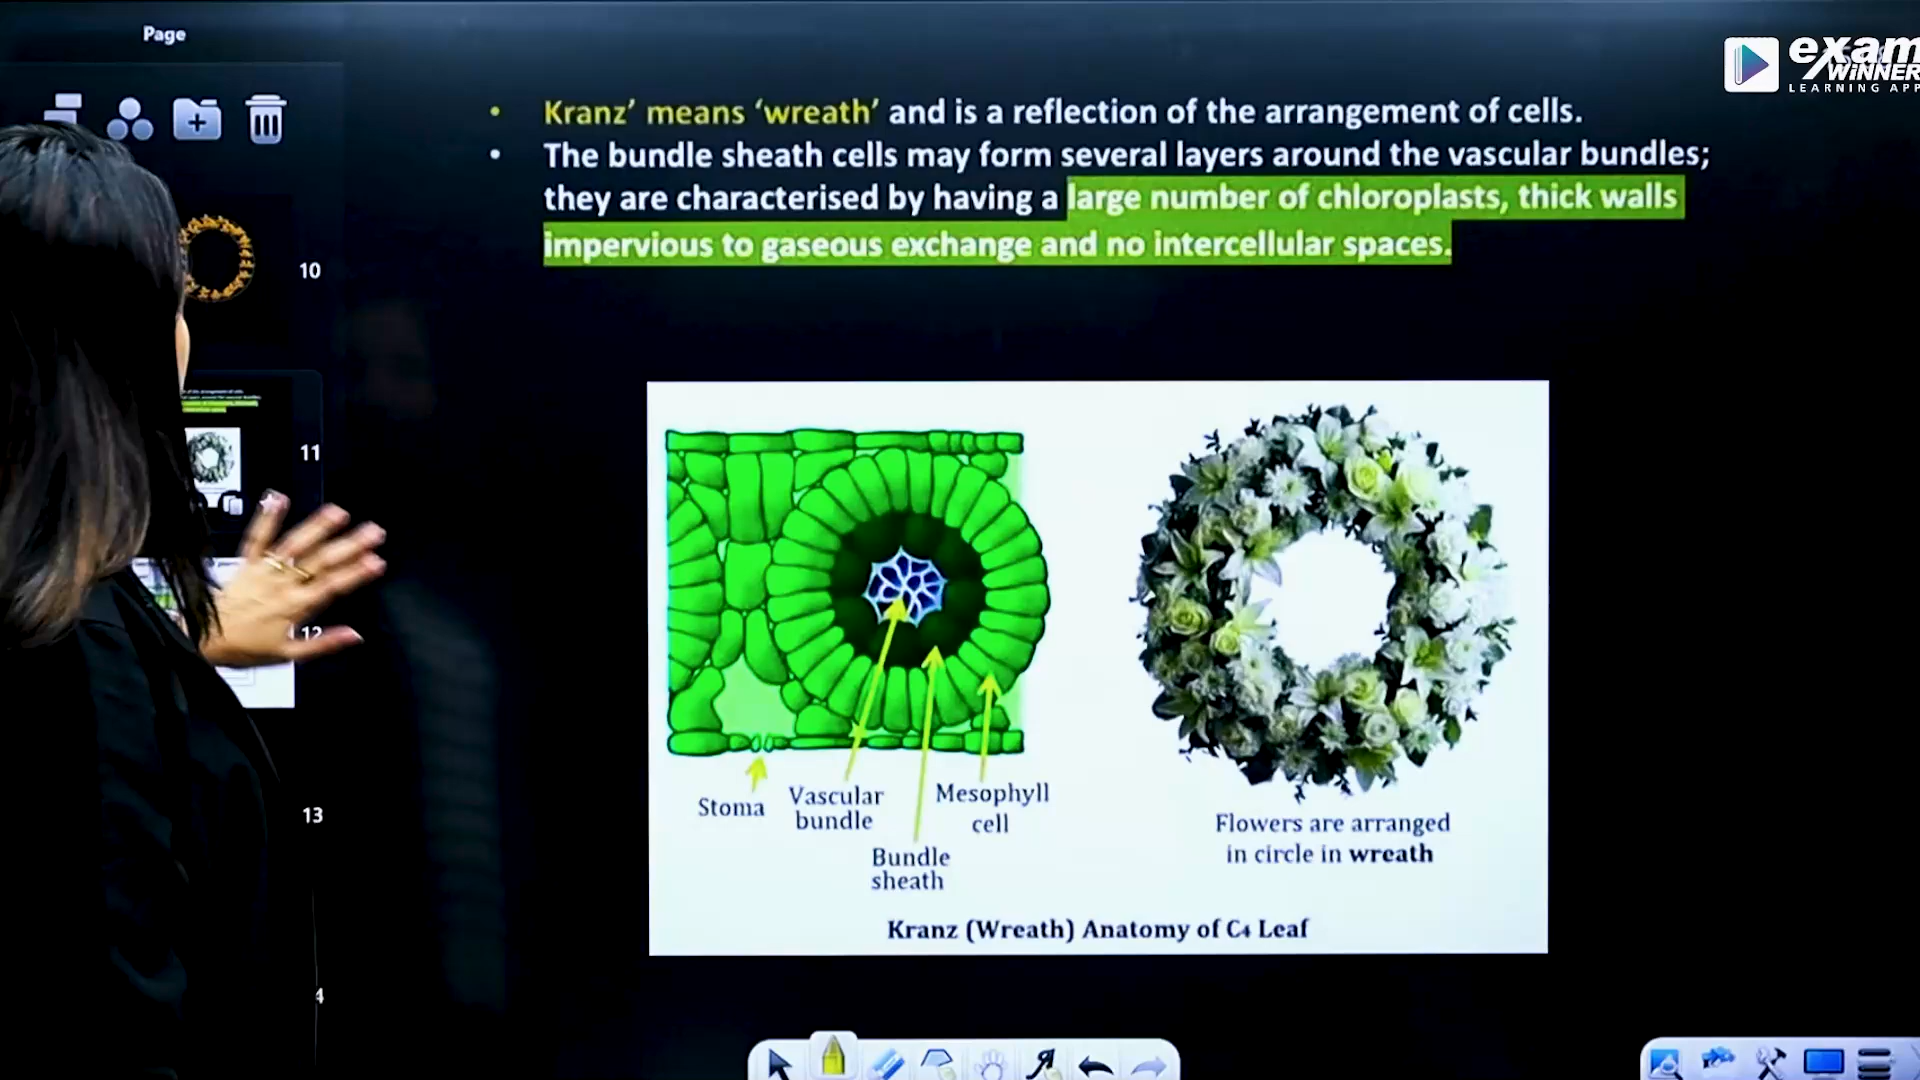 Page
exam
WINNER
LEARNING APP
• Kranz’ means ‘wreath’ and is a reflection of the arrangement of cells.
• The bundle sheath cells may form several layers around the vascular bundles;
they are characterised by having a large number of chloroplasts, thick walls
impervious to gaseous exchange and no intercellular spaces.
10
11
12
13
4
Stoma
Vascular
bundle
Bundle
sheath
Mesophyll
cell
Flowers are arranged
in circle in wreath
Kranz (Wreath) Anatomy of C4 Leaf